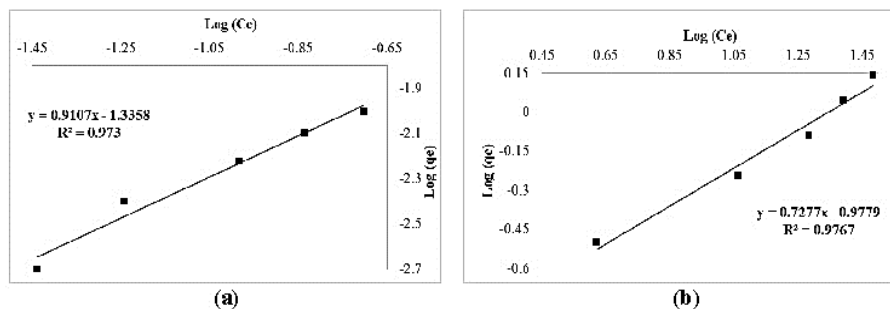 Log (Ce)
-1.45 -1.25 -1.05 -0.85 -0.65
-1.9
-2.1
-2.3
-2.5
-2.7
Log (qe)
y = 0.9107x - 1.3358
R² = 0.973
(a)
Log (Ce)
0.15 0.65 1.05 1.25 1.45
0.15
0
-0.15
-0.3
-0.45
-0.6
Log (qe)
y = 0.7277x - 0.9779
R² = 0.9767
(b)